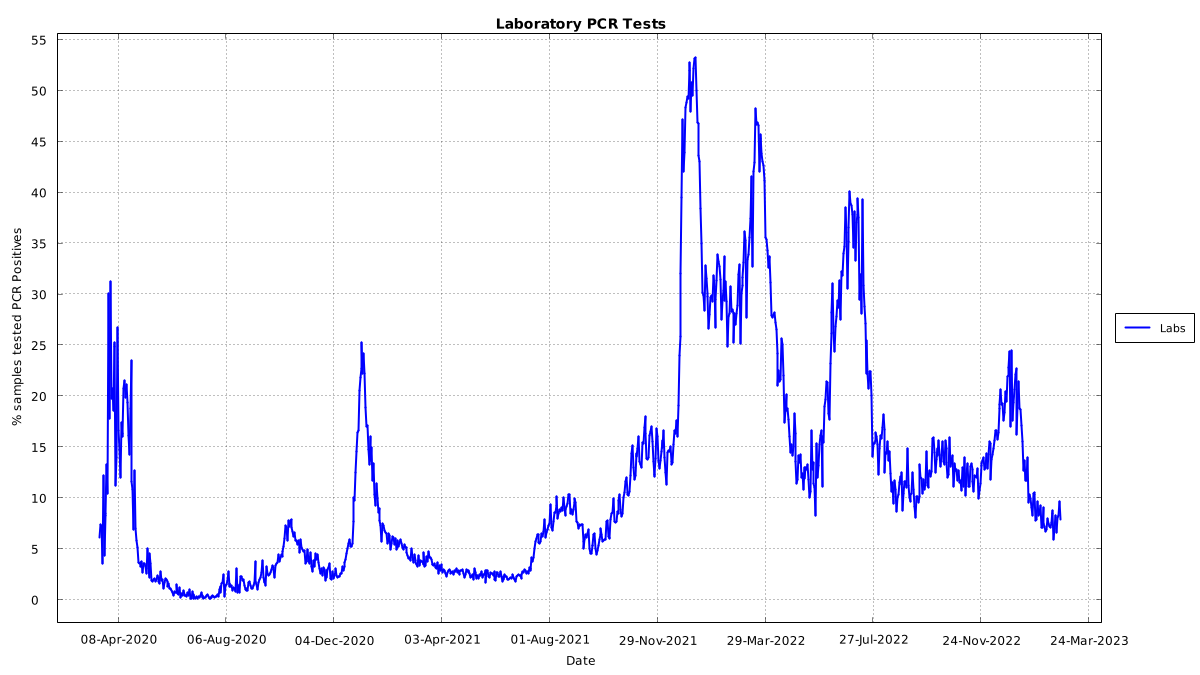 Laboratory PCR Tests
% samples tested PCR Positives
55
50
45
40
35
30
25
20
15
10
5
0
08-Apr-2020 06-Aug-2020 04-Dec-2020 03-Apr-2021 01-Aug-2021 29-Nov-2021 29-Mar-2022 27-Jul-2022 24-Nov-2022 24-Mar-2023
Date
Labs